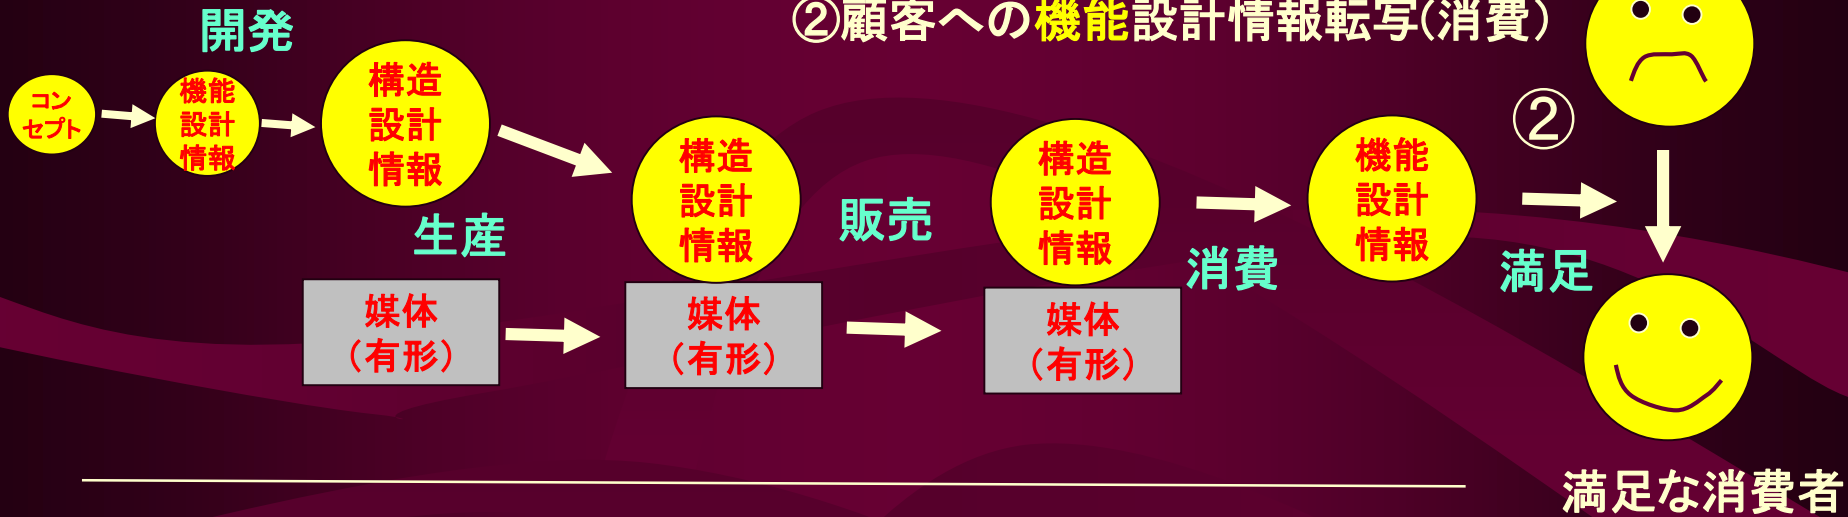 ②顧客への機能設計情報転写(消費)
開発
コン
セプト
機能
設計
情報
構造
設計
情報
生産
媒体
(有形)
構造
設計
情報
媒体
(有形)
販売
構造
設計
情報
媒体
(有形)
消費
機能
設計
情報
②
満足
満足な消費者